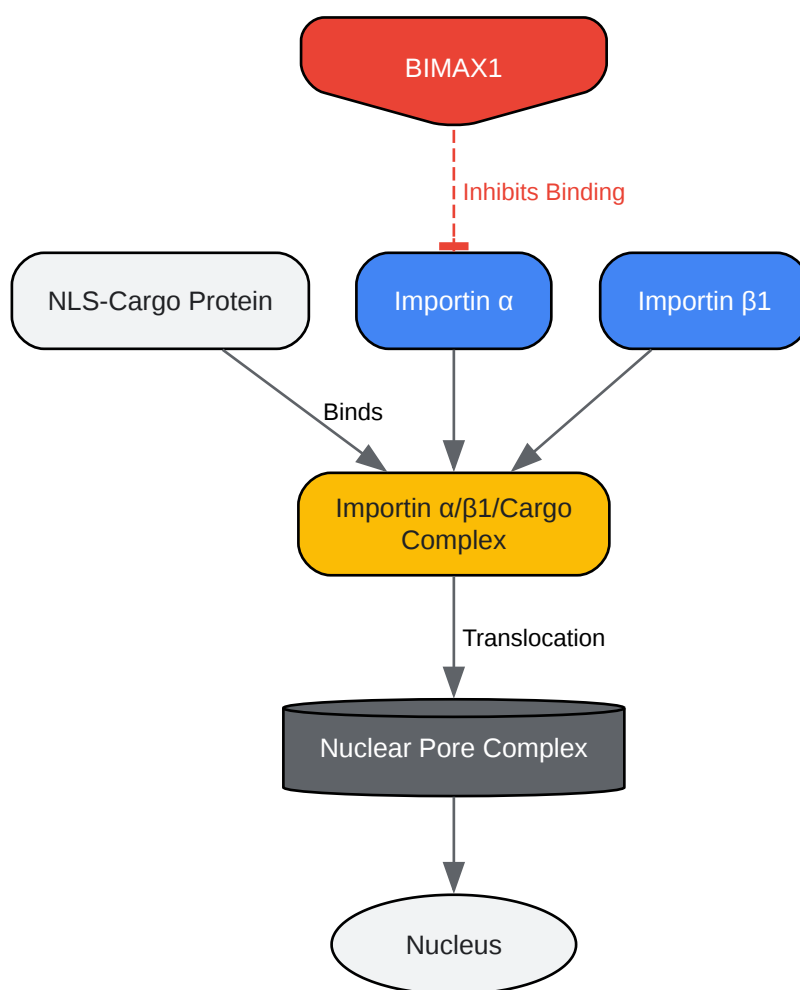 BIMAX1
Inhibits Binding
NLS-Cargo Protein
Importin α
Importin β1
Binds
Importin α/β1/Cargo
Complex
Translocation
Nuclear Pore Complex
Nucleus